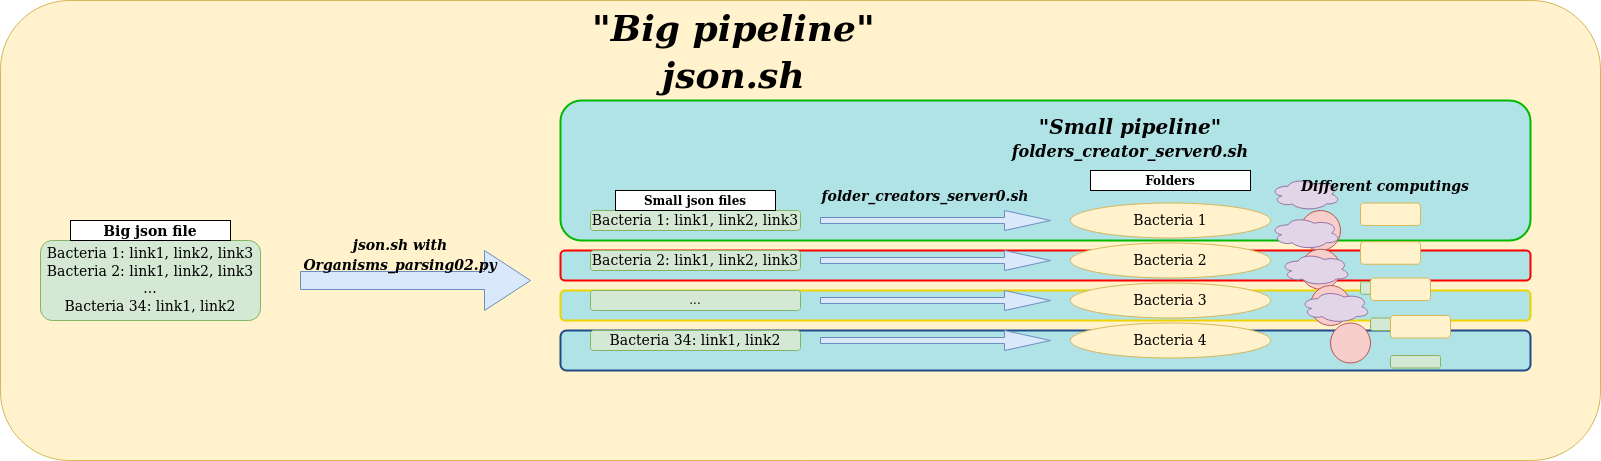 "Big pipeline"
json.sh
"Small pipeline"
folders_creator_server0.sh
Folders
Different computings
Small json files
folder_creators_server0.sh
Bacteria 1: link1, link2, link3
Bacteria 1
Big json file
Bacteria 1: link1, link2, link3
Bacteria 2: link1, link2, link3
...
Bacteria 34: link1, link2
json.sh with
Organisms_parsing02.py
Bacteria 2: link1, link2, link3
Bacteria 2
...
Bacteria 3
Bacteria 34: link1, link2
Bacteria 4